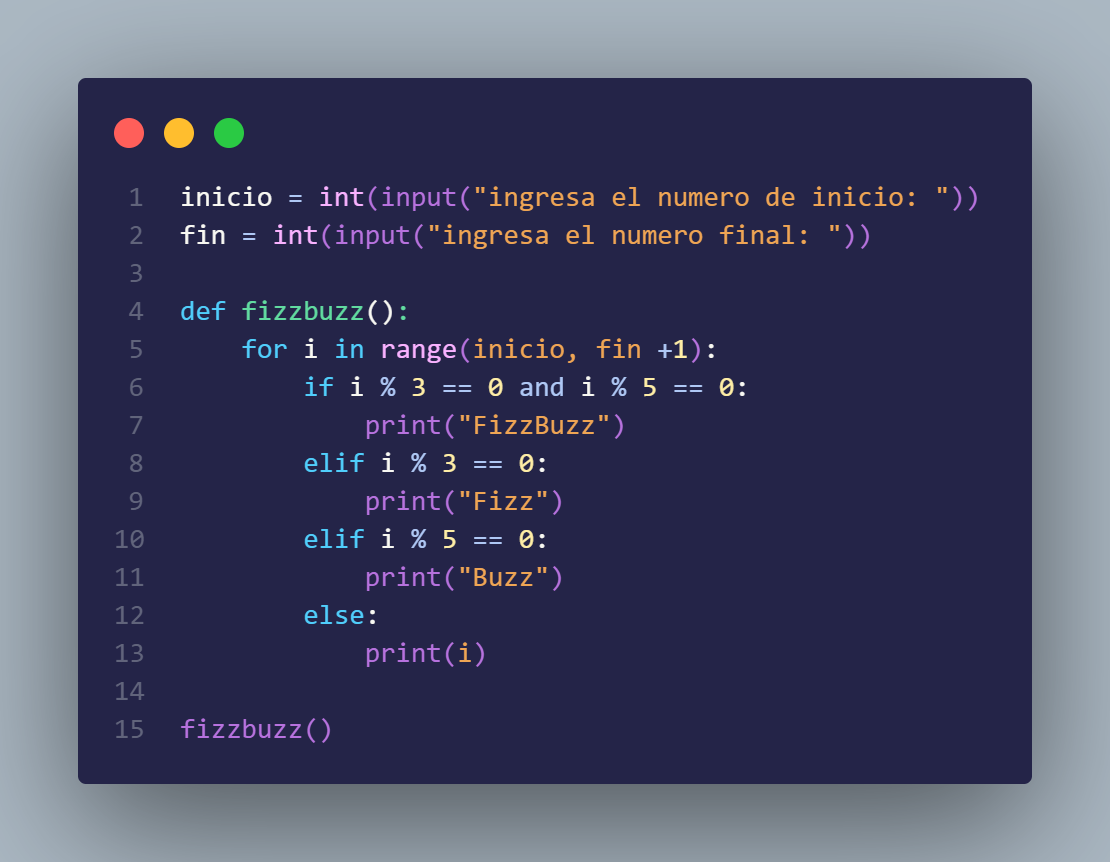 1 inicio = int(input("ingresa el numero de inicio: "))
2 fin = int(input("ingresa el numero final: "))
3
4 def fizzbuzz():
5     for i in range(inicio, fin +1):
6         if i % 3 == 0 and i % 5 == 0:
7             print("FizzBuzz")
8         elif i % 3 == 0:
9             print("Fizz")
10         elif i % 5 == 0:
11             print("Buzz")
12         else:
13             print(i)
14
15 fizzbuzz()